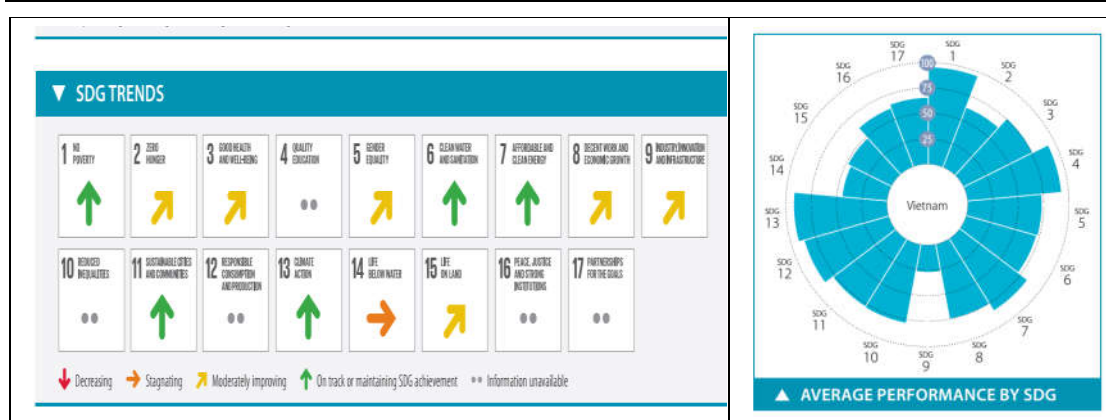 ▼ SDG TRENDS
1 NO POVERTY
2 ZERO HUNGER
3 GOOD HEALTH AND WELL-BEING
4 QUALITY EDUCATION
5 GENDER EQUALITY
6 CLEAN WATER AND SANITATION
7 AFFORDABLE AND CLEAN ENERGY
8 DECENT WORK AND ECONOMIC GROWTH
9 INDUSTRY, INNOVATION AND INFRASTRUCTURE
10 REDUCED INEQUALITIES
11 SUSTAINABLE CITIES AND COMMUNITIES
12 RESPONSIBLE CONSUMPTION AND PRODUCTION
13 CLIMATE ACTION
14 LIFE BELOW WATER
15 LIFE ON LAND
16 PEACE, JUSTICE AND STRONG INSTITUTIONS
17 PARTNERSHIPS FOR THE GOALS
Decreasing Stagnating Moderately improving On track or maintaining SDG achievement Information unavailable
SDG 1
SDG 2
SDG 3
SDG 4
SDG 5
SDG 6
SDG 7
SDG 8
SDG 9
SDG 10
SDG 11
SDG 12
SDG 13
SDG 14
SDG 15
SDG 16
SDG 17
100
75
50
25
Vietnam
▲ AVERAGE PERFORMANCE BY SDG